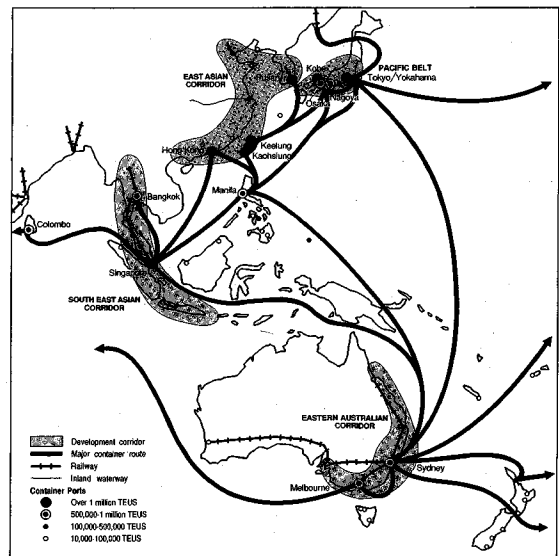 EAST ASIAN
CORRIDOR
Pusan
Kobe
PACIFIC BELT
Tokyo/Yokahama
Nagoya
Osaka
Hong Kong
Keelung
Kaohsiung
Bangkok
Manila
Colombo
Singapore
SOUTH EAST ASIAN
CORRIDOR
EASTERN AUSTRALIAN
CORRIDOR
Sydney
Melbourne
Development corridor
Major container route
Railway
Inland waterway
Container Ports
Over 1 million TEUS
500,000-1 million TEUS
100,000-500,000 TEUS
10,000-100,000 TEUS